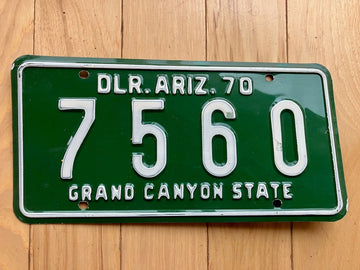 DLR. ARIZ. 70
7560
GRAND CANYON STATE